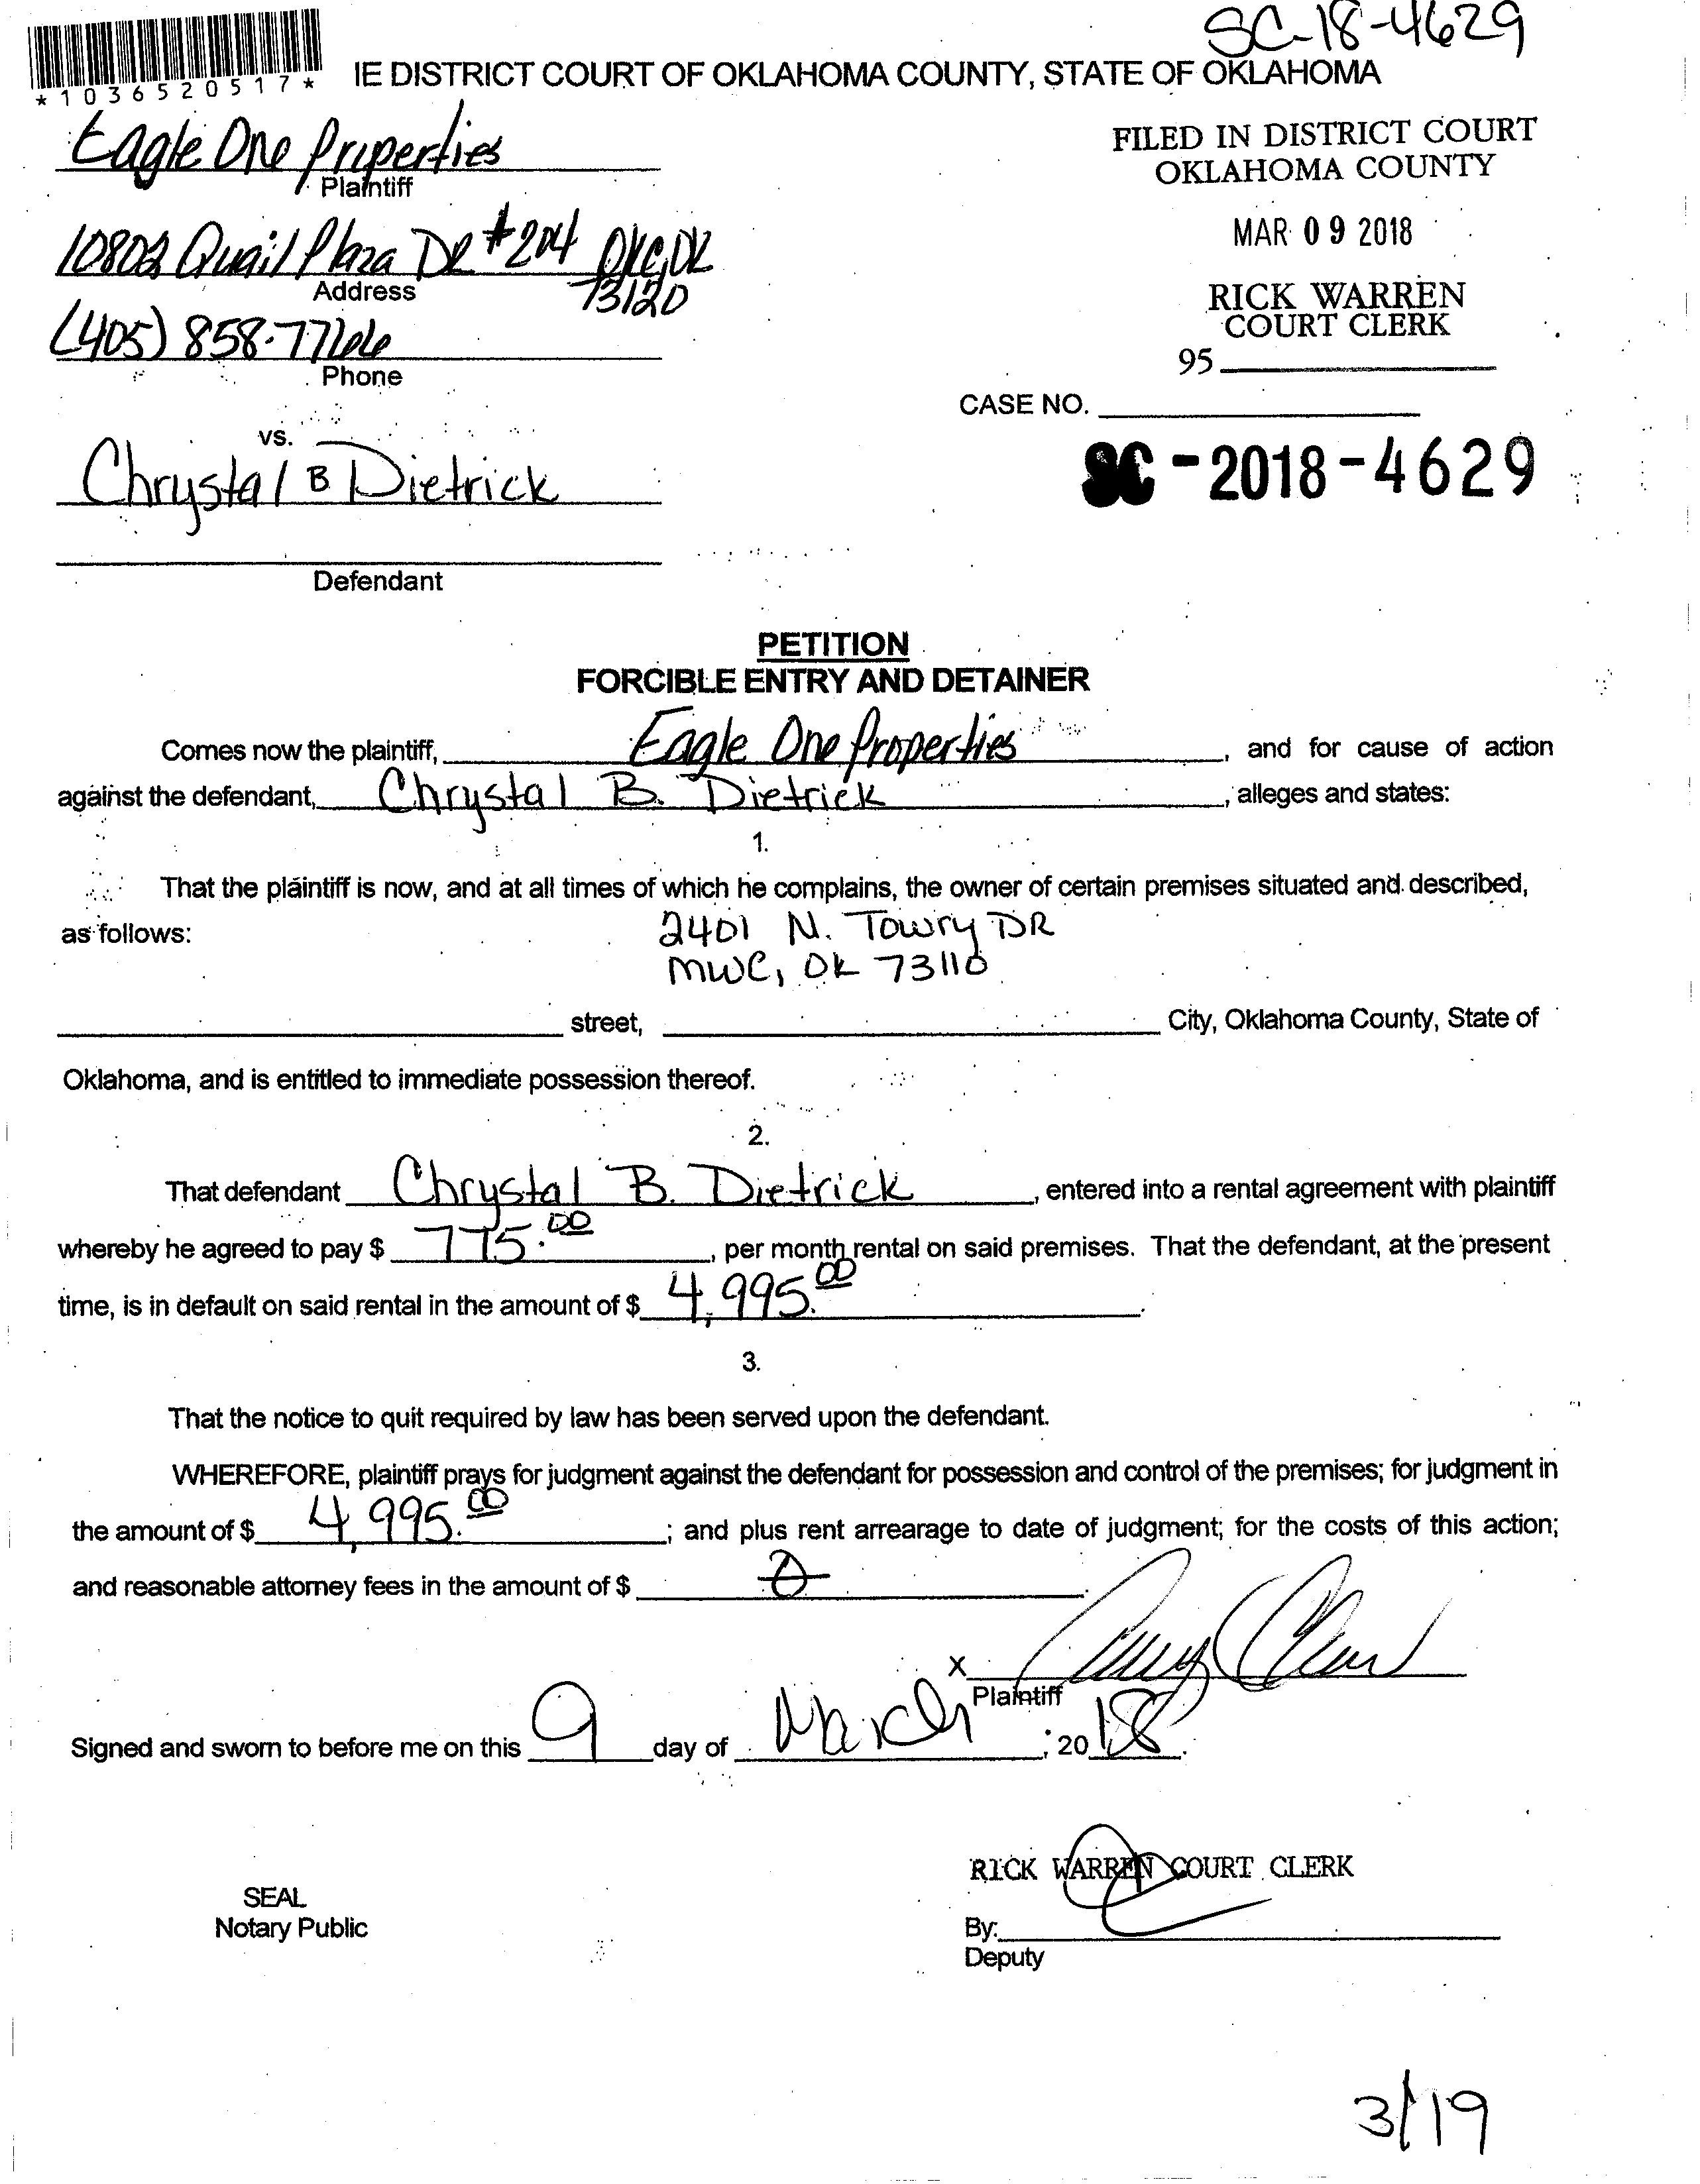 SC-18-4629
*1036520517*
IE DISTRICT COURT OF OKLAHOMA COUNTY, STATE OF OKLAHOMA
Eagle One Properties
Plaintiff
FILED IN DISTRICT COURT
OKLAHOMA COUNTY
MAR 09 2018
RICK WARREN
COURT CLERK
95
10802 Quail Plaza DR #204 OKC, OK
73120
Address
(405) 858-7766
Phone
CASE NO.
SC-2018-4629
vs.
Chrystal B Dietrick
Defendant
PETITION
FORCIBLE ENTRY AND DETAINER
Comes now the plaintiff, Eagle One Properties, and for cause of action
against the defendant, Chrystal B. Dietrick, alleges and states:
1.
That the plaintiff is now, and at all times of which he complains, the owner of certain premises situated and described,
as follows: 2401 N. Towry DR
MWC, OK 73110
street, City, Oklahoma County, State of
Oklahoma, and is entitled to immediate possession thereof.
2.
That defendant Chrystal B. Dietrick, entered into a rental agreement with plaintiff
whereby he agreed to pay $ 775.00, per month rental on said premises. That the defendant, at the present
time, is in default on said rental in the amount of $ 4,995.00.
3.
That the notice to quit required by law has been served upon the defendant.
WHEREFORE, plaintiff prays for judgment against the defendant for possession and control of the premises; for judgment in
the amount of $ 4,995.00; and plus rent arrearage to date of judgment; for the costs of this action;
and reasonable attorney fees in the amount of $ 0.
X
Plaintiff
Signed and sworn to before me on this 9 day of March, 2018.
RICK WARREN COURT CLERK
SEAL
Notary Public
By:
Deputy
3/19